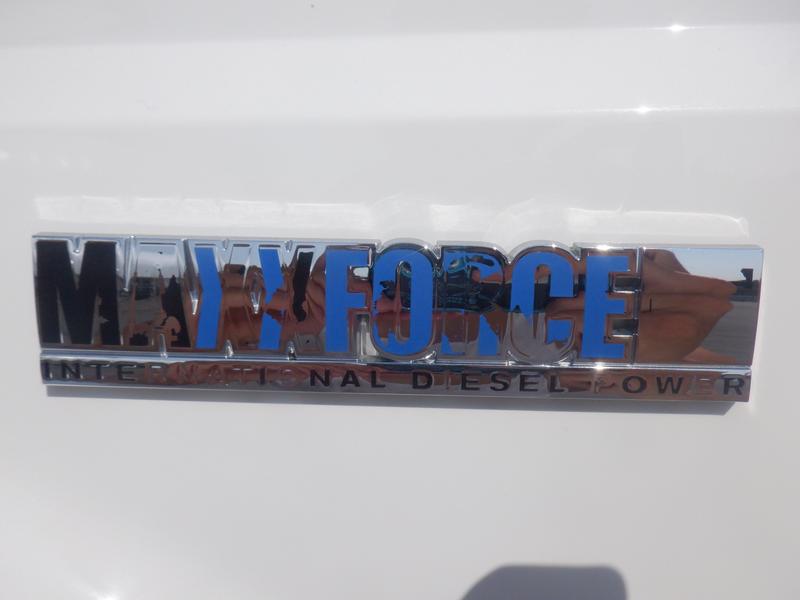 MAXXFORCE
INTERNATIONAL DIESEL POWER